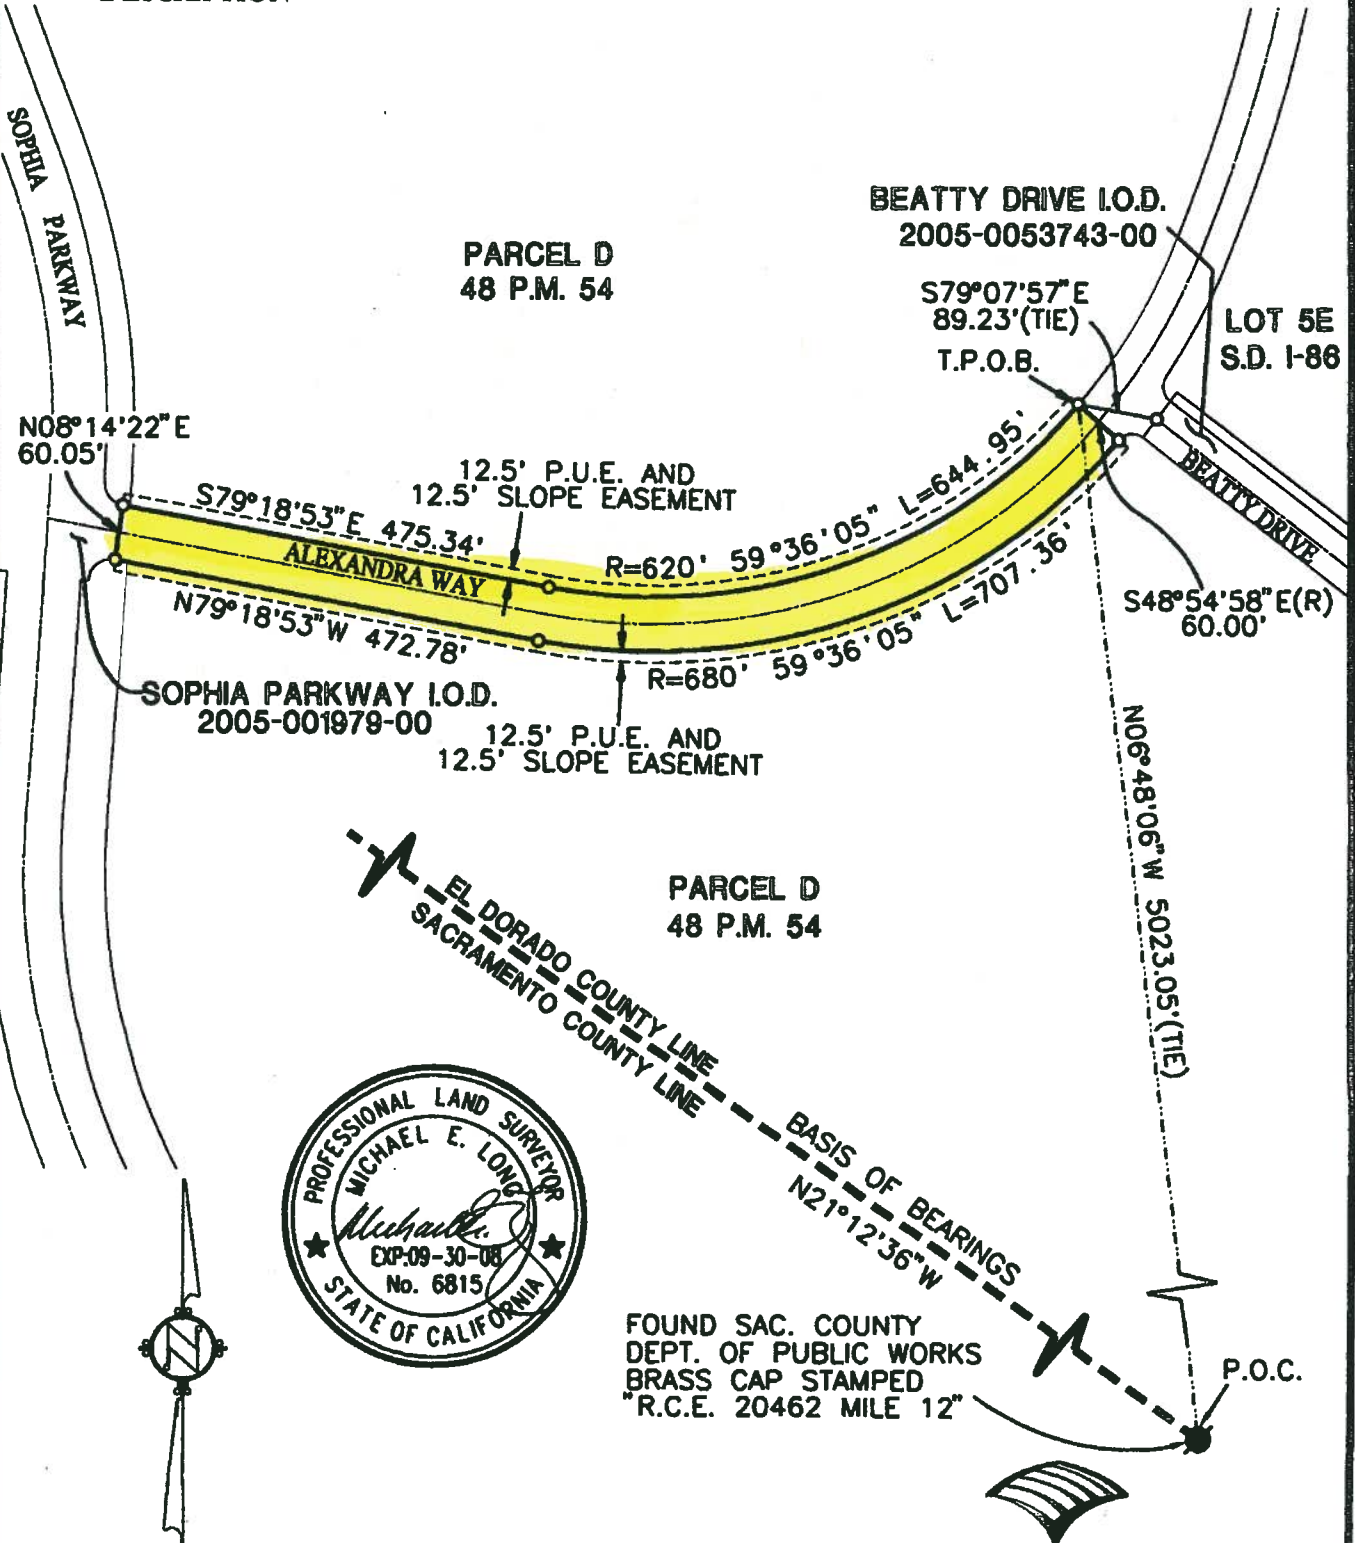 SOPHIA PARKWAY
PARCEL D
48 P.M. 54
BEATTY DRIVE I.O.D.
2005-0053743-00
S79°07'57"E
89.23'(TIE)
T.P.O.B.
LOT 5E
S.D. I-86
N08°14'22"E
60.05'
12.5' P.U.E. AND
12.5' SLOPE EASEMENT
S79°18'53"E 475.34'
ALEXANDRA WAY
R=620' 59°36'05" L=644.95'
BEATTY DRIVE
N79°18'53"W 472.78'
R=680' 59°36'05" L=707.36'
S48°54'58"E(R)
60.00'
SOPHIA PARKWAY I.O.D.
2005-001979-00
12.5' P.U.E. AND
12.5' SLOPE EASEMENT
N06°48'06"W 5023.05'(TIE)
PARCEL D
48 P.M. 54
EL DORADO COUNTY LINE
SACRAMENTO COUNTY LINE
BASIS OF BEARINGS
N21°12'36"W
PROFESSIONAL LAND SURVEYOR
MICHAEL E. LONG
EXP.09-30-08
No. 6815
STATE OF CALIFORNIA
N
FOUND SAC. COUNTY
DEPT. OF PUBLIC WORKS
BRASS CAP STAMPED
"R.C.E. 20462 MILE 12"
P.O.C.